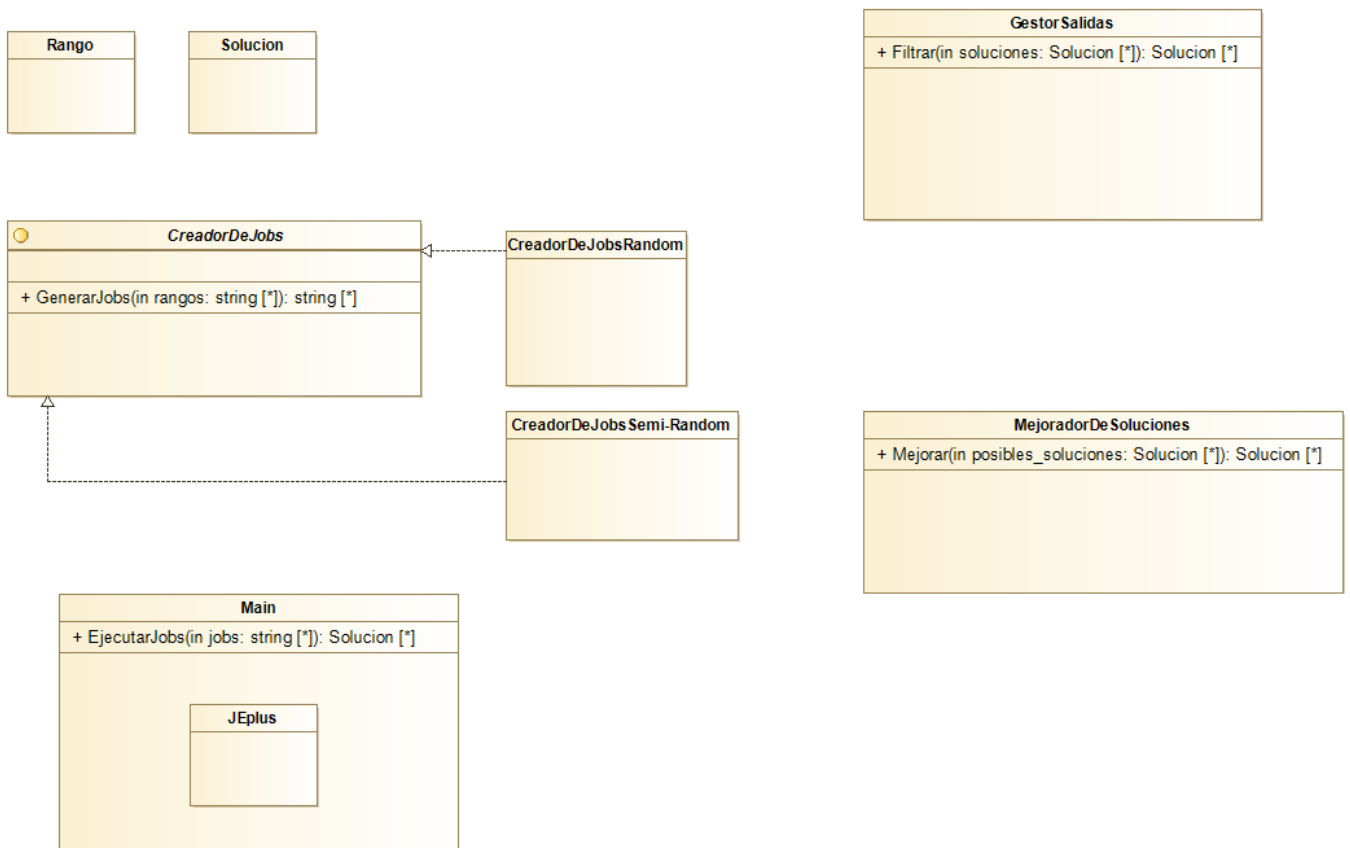 Rango
Solucion
GestorSalidas
+ Filtrar(in soluciones: Solucion [*]): Solucion [*]
CreadorDeJobs
+ GenerarJobs(in rangos: string [*]): string [*]
CreadorDeJobsRandom
CreadorDeJobsSemi-Random
MejoradorDeSoluciones
+ Mejorar(in posibles_soluciones: Solucion [*]): Solucion [*]
Main
+ EjecutarJobs(in jobs: string [*]): Solucion [*]
JEplus